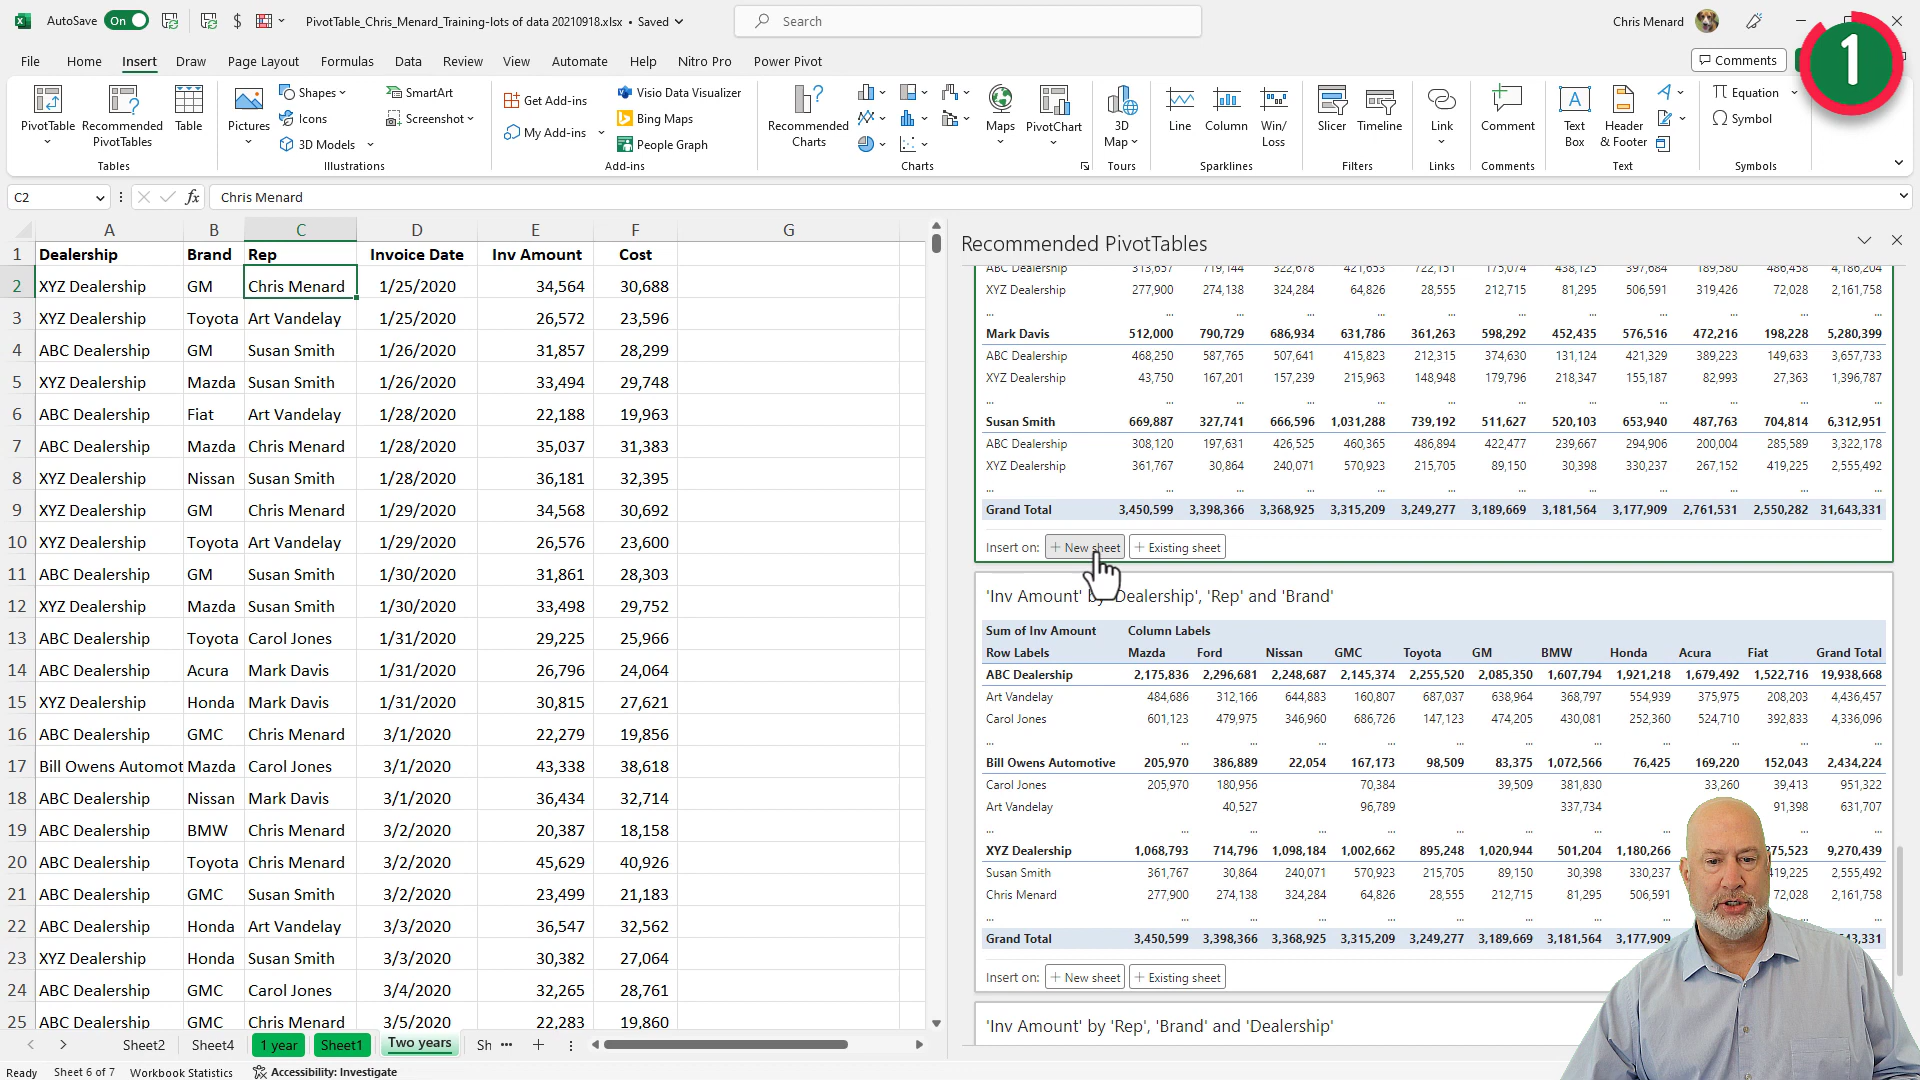 AutoSave On $ PivotTable_Chris_Menard_Training-lots of data 20210918.xlsx • Saved Search Chris Menard
1
File Home Insert Draw Page Layout Formulas Data Review View Automate Help Nitro Pro Power Pivot Comments
PivotTable Recommended PivotTables Table
Tables
Pictures Shapes Icons 3D Models SmartArt Screenshot
Illustrations
Get Add-ins My Add-ins Visio Data Visualizer Bing Maps People Graph
Add-ins
Recommended Charts Maps PivotChart
Charts
3D Map
Tours
Line Column Win/Loss
Sparklines
Slicer Timeline
Filters
Link
Links
Comment
Comments
Text Box Header & Footer
Text
Equation Symbol
Symbols
C2 fx Chris Menard
A B C D E F G
1 Dealership Brand Rep Invoice Date Inv Amount Cost
2 XYZ Dealership GM Chris Menard 1/25/2020 34,564 30,688
3 XYZ Dealership Toyota Art Vandelay 1/25/2020 26,572 23,596
4 ABC Dealership GM Susan Smith 1/26/2020 31,857 28,299
5 XYZ Dealership Mazda Susan Smith 1/26/2020 33,494 29,748
6 ABC Dealership Fiat Art Vandelay 1/28/2020 22,188 19,963
7 ABC Dealership Mazda Chris Menard 1/28/2020 35,037 31,383
8 XYZ Dealership Nissan Susan Smith 1/28/2020 36,181 32,395
9 XYZ Dealership GM Chris Menard 1/29/2020 34,568 30,692
10 XYZ Dealership Toyota Art Vandelay 1/29/2020 26,576 23,600
11 ABC Dealership GM Susan Smith 1/30/2020 31,861 28,303
12 XYZ Dealership Mazda Susan Smith 1/30/2020 33,498 29,752
13 ABC Dealership Toyota Carol Jones 1/31/2020 29,225 25,966
14 ABC Dealership Acura Mark Davis 1/31/2020 26,796 24,064
15 XYZ Dealership Honda Mark Davis 1/31/2020 30,815 27,621
16 ABC Dealership GMC Chris Menard 3/1/2020 22,279 19,856
17 Bill Owens Automot Mazda Carol Jones 3/1/2020 43,338 38,618
18 ABC Dealership Nissan Mark Davis 3/1/2020 36,434 32,714
19 ABC Dealership BMW Chris Menard 3/2/2020 20,387 18,158
20 ABC Dealership Toyota Chris Menard 3/2/2020 45,629 40,926
21 ABC Dealership GMC Susan Smith 3/2/2020 23,499 21,183
22 ABC Dealership Honda Art Vandelay 3/3/2020 36,547 32,562
23 XYZ Dealership Honda Susan Smith 3/3/2020 30,382 27,064
24 ABC Dealership GMC Carol Jones 3/4/2020 32,265 28,761
25 ABC Dealership GMC Chris Menard 3/5/2020 22,283 19,860
Sheet2 Sheet4 1 year Sheet1 Two years Sh ...
Ready Sheet 6 of 7 Workbook Statistics Accessibility: Investigate
Recommended PivotTables
ABC Dealership 313,657 719,144 322,678 421,653 722,151 175,074 438,125 397,684 189,580 486,458 4,186,204
XYZ Dealership 277,900 274,138 324,284 64,826 28,555 212,715 81,295 506,591 319,426 72,028 2,161,758
... ... ... ... ... ... ... ... ... ... ... ...
Mark Davis 512,000 790,729 686,934 631,786 361,263 598,292 452,435 576,516 472,216 198,228 5,280,399
ABC Dealership 468,250 587,765 507,641 415,823 212,315 374,630 131,124 421,329 389,223 149,633 3,657,733
XYZ Dealership 43,750 167,201 157,239 215,963 148,948 179,796 218,347 155,187 82,993 27,363 1,396,787
... ... ... ... ... ... ... ... ... ... ... ...
Susan Smith 669,887 327,741 666,596 1,031,288 739,192 511,627 520,103 653,940 487,763 704,814 6,312,951
ABC Dealership 308,120 197,631 426,525 460,365 486,894 422,477 239,667 294,906 200,004 285,589 3,322,178
XYZ Dealership 361,767 30,864 240,071 570,923 215,705 89,150 30,398 330,237 267,152 419,225 2,555,492
... ... ... ... ... ... ... ... ... ... ... ...
Grand Total 3,450,599 3,398,366 3,368,925 3,315,209 3,249,277 3,189,669 3,181,564 3,177,909 2,761,531 2,550,282 31,643,331
Insert on: + New sheet + Existing sheet
'Inv Amount' by 'Dealership', 'Rep' and 'Brand'
Sum of Inv Amount Column Labels
Row Labels Mazda Ford Nissan GMC Toyota GM BMW Honda Acura Fiat Grand Total
ABC Dealership 2,175,836 2,296,681 2,248,687 2,145,374 2,255,520 2,085,350 1,607,794 1,921,218 1,679,492 1,522,716 19,938,668
Art Vandelay 484,686 312,166 644,883 160,807 687,037 638,964 368,797 554,939 375,975 208,203 4,436,457
Carol Jones 601,123 479,975 346,960 686,726 147,123 474,205 430,081 252,360 524,710 392,833 4,336,096
... ... ... ... ... ... ... ... ... ... ... ...
Bill Owens Automotive 205,970 386,889 22,054 167,173 98,509 83,375 1,072,566 76,425 169,220 152,043 2,434,224
Carol Jones 205,970 180,956 70,384 39,509 381,830 33,260 39,413 951,322
Art Vandelay 40,527 96,789 337,734 91,398 631,707
... ... ... ... ... ... ... ... ... ... ...
XYZ Dealership 1,068,793 714,796 1,098,184 1,002,662 895,248 1,020,944 501,204 1,180,266 375,523 9,270,439
Susan Smith 361,767 30,864 240,071 570,923 215,705 89,150 30,398 330,237 419,225 2,555,492
Chris Menard 277,900 274,138 324,284 64,826 28,555 212,715 81,295 506,591 72,028 2,161,758
... ... ... ... ... ... ... ... ... ...
Grand Total 3,450,599 3,398,366 3,368,925 3,315,209 3,249,277 3,189,669 3,181,564 3,177,909
Insert on: + New sheet + Existing sheet
'Inv Amount' by 'Rep', 'Brand' and 'Dealership'